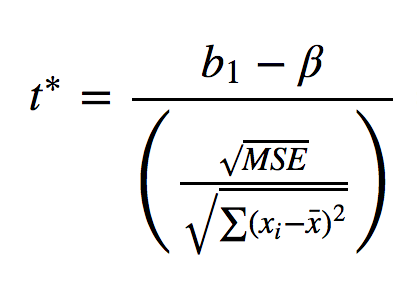 t* = (b₁ − β) / (√MSE / √∑(xᵢ−x̄)²)